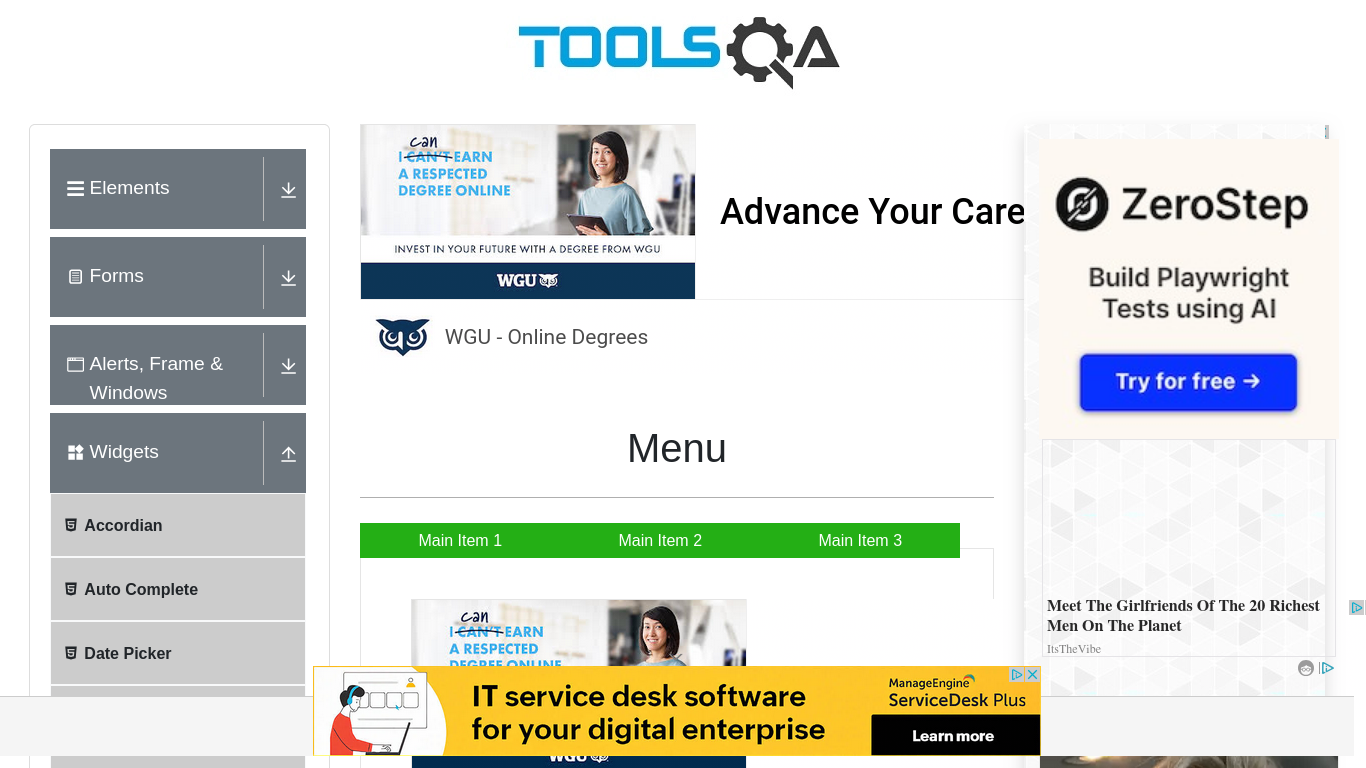 TOOLSQA
Elements
Forms
Alerts, Frame &
Windows
Widgets
Accordian
Auto Complete
Date Picker
can
I CAN'T EARN
A RESPECTED
DEGREE ONLINE
INVEST IN YOUR FUTURE WITH A DEGREE FROM WGU
WGU
Advance Your Care
WGU - Online Degrees
Menu
Main Item 1
Main Item 2
Main Item 3
can
I CAN'T EARN
A RESPECTED
DEGREE ONLINE
WGU
ZeroStep
Build Playwright
Tests using AI
Try for free →
Meet The Girlfriends Of The 20 Richest
Men On The Planet
ItsTheVibe
IT service desk software
for your digital enterprise
ManageEngine
ServiceDesk Plus
Learn more